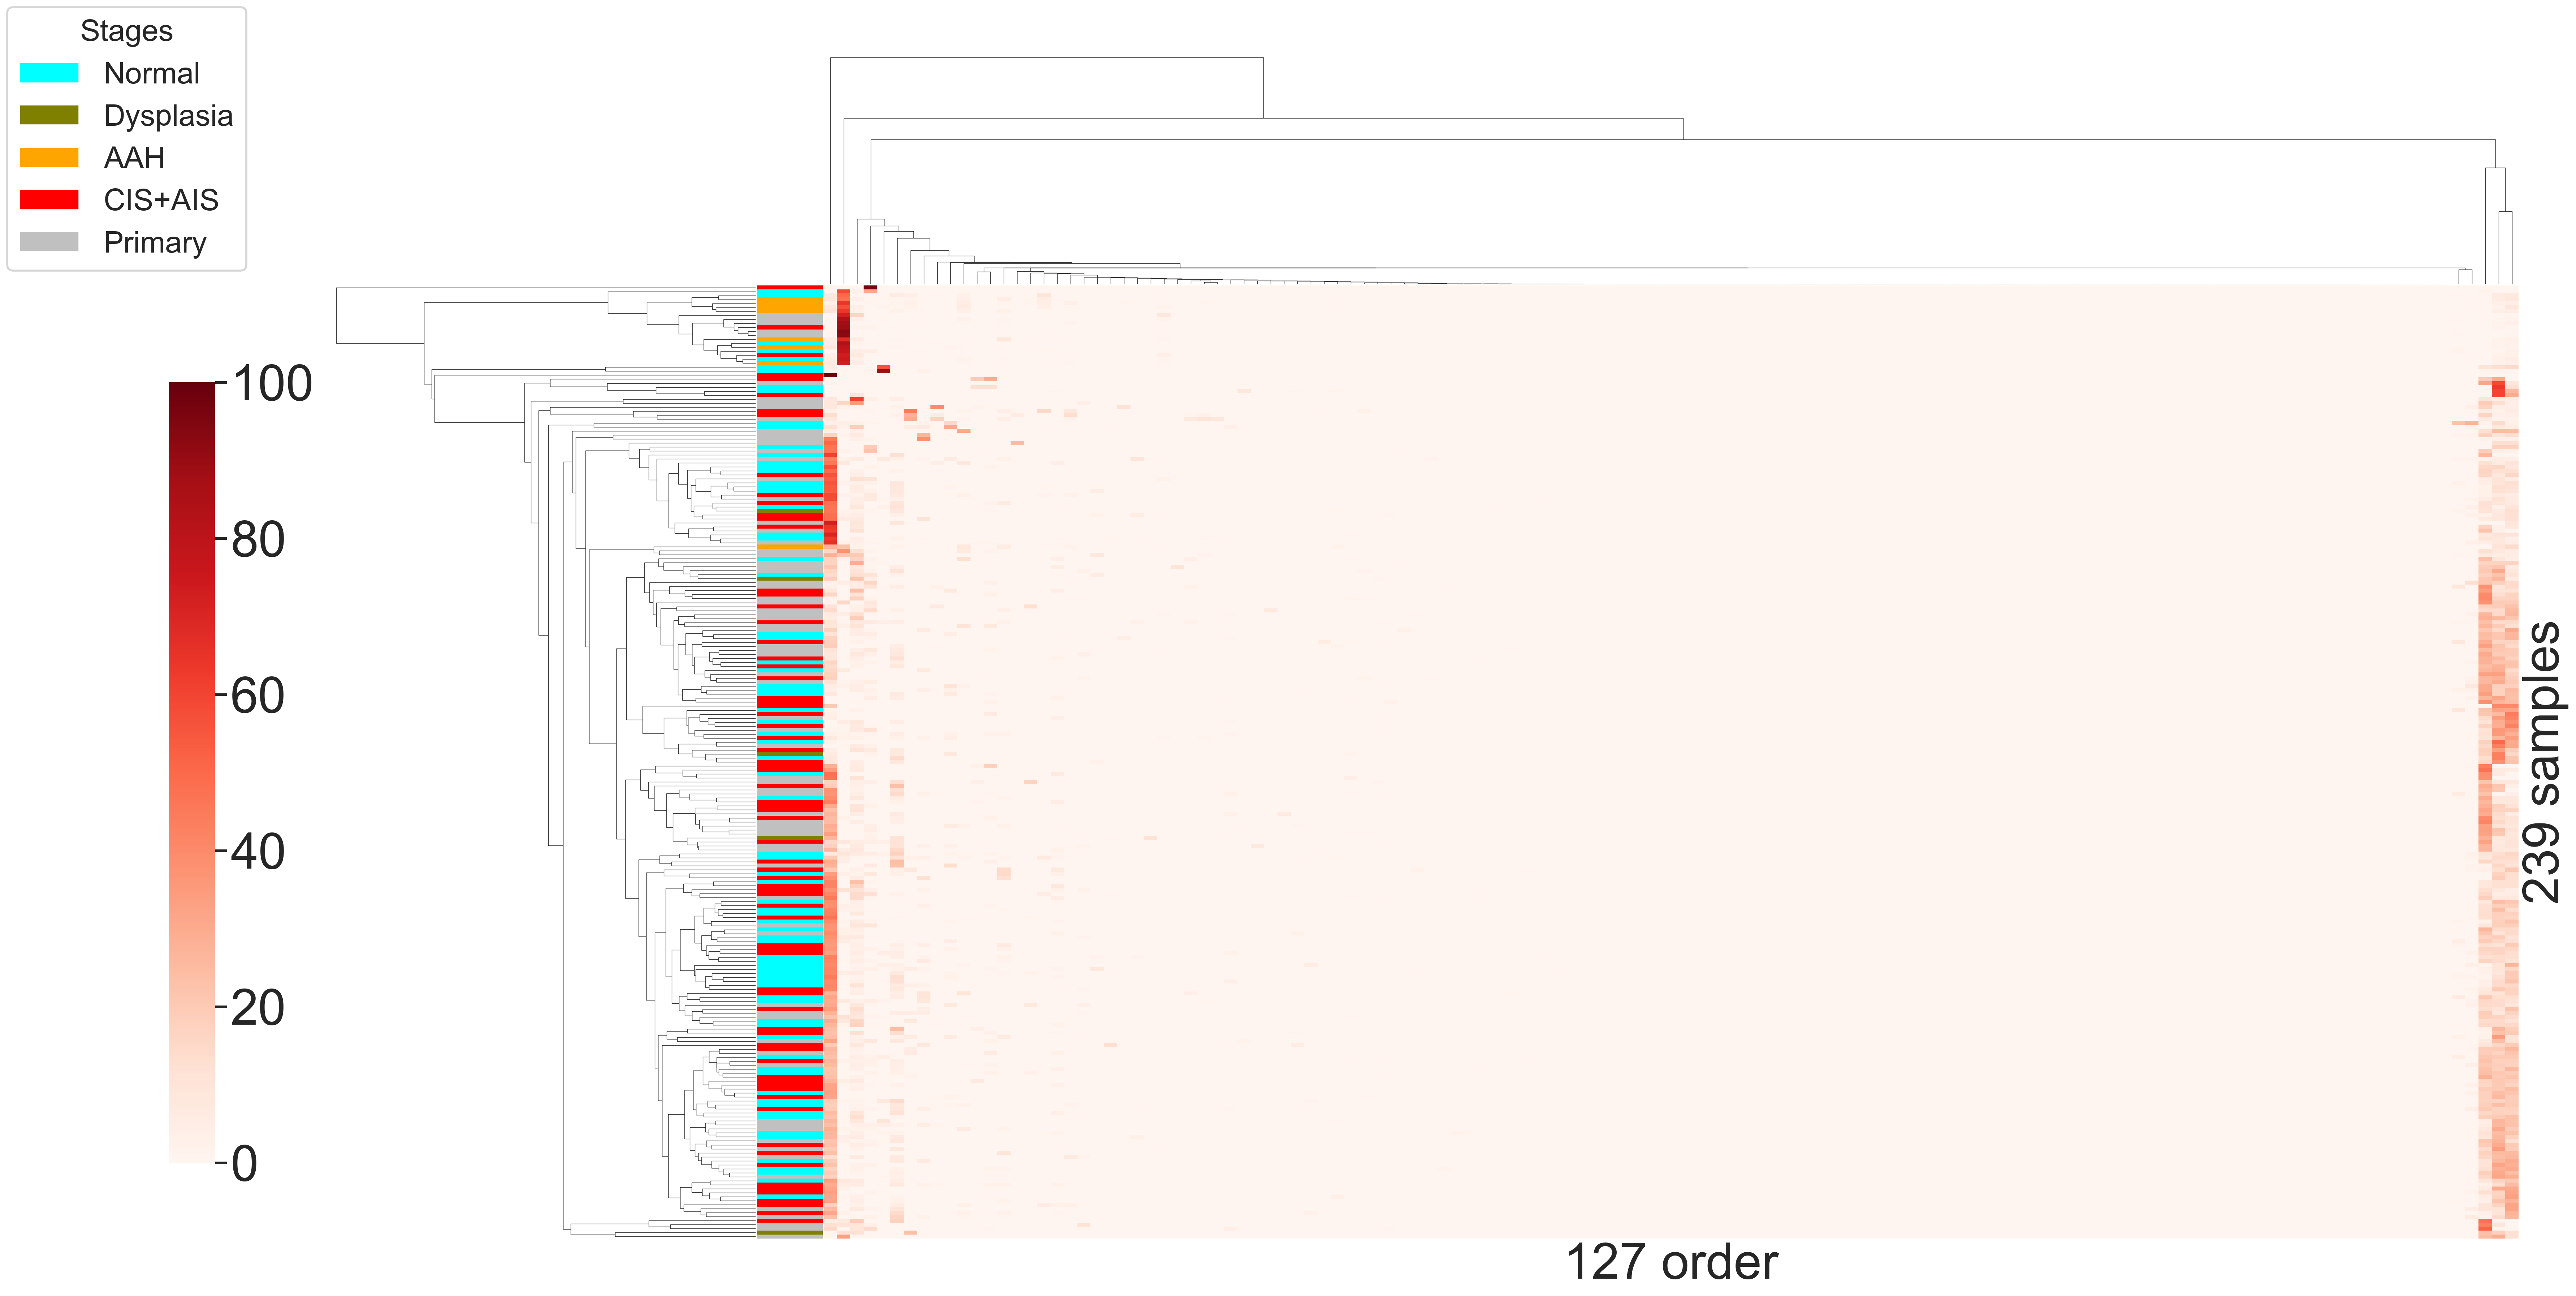 Stages
Normal
Dysplasia
AAH
CIS+AIS
Primary
100
80
60
40
20
0
239 samples
127 order